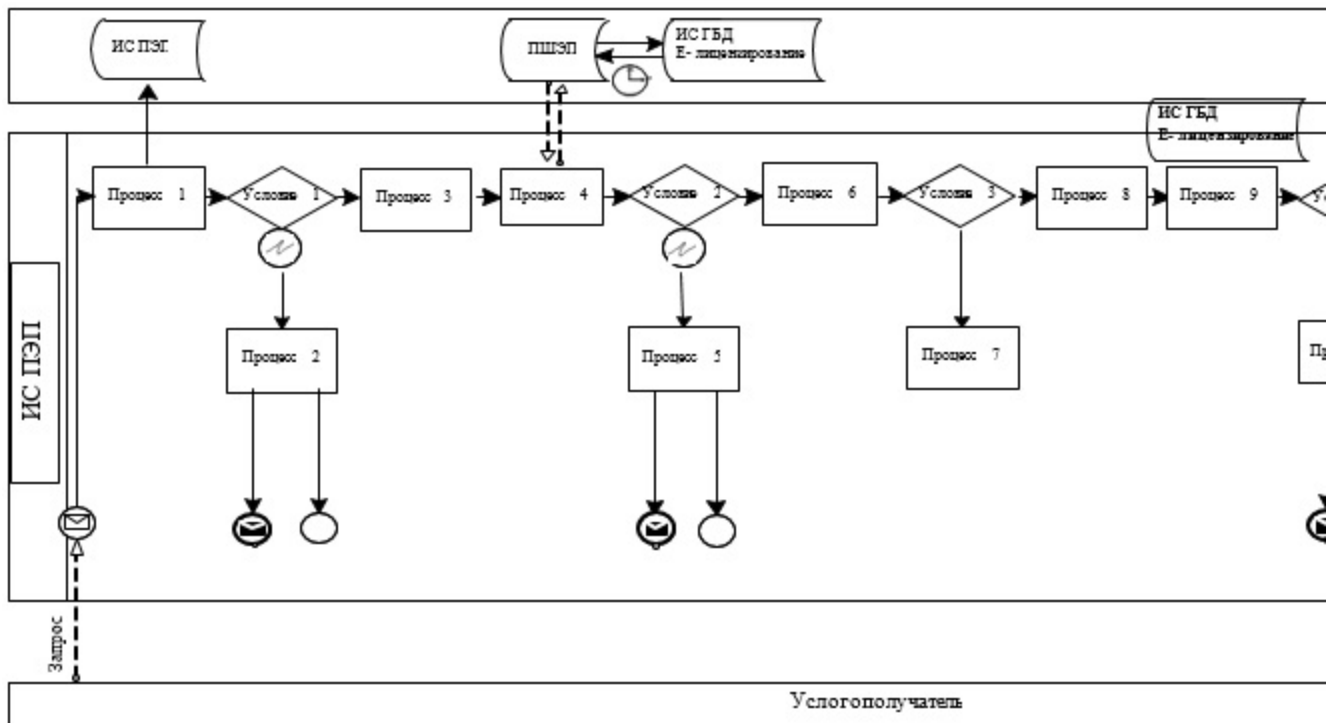 ИС ПЭП
ПШЭП
ИС ГБД
Е- лицензирование
ИС ГБД
Е- лицензирование
Процесс 1
Условие 1
Процесс 3
Процесс 4
Условие 2
Процесс 6
Условие 3
Процесс 8
Процесс 9
Процесс 2
Процесс 5
Процесс 7
ИС ПЭП
Запрос
Услогополучатель